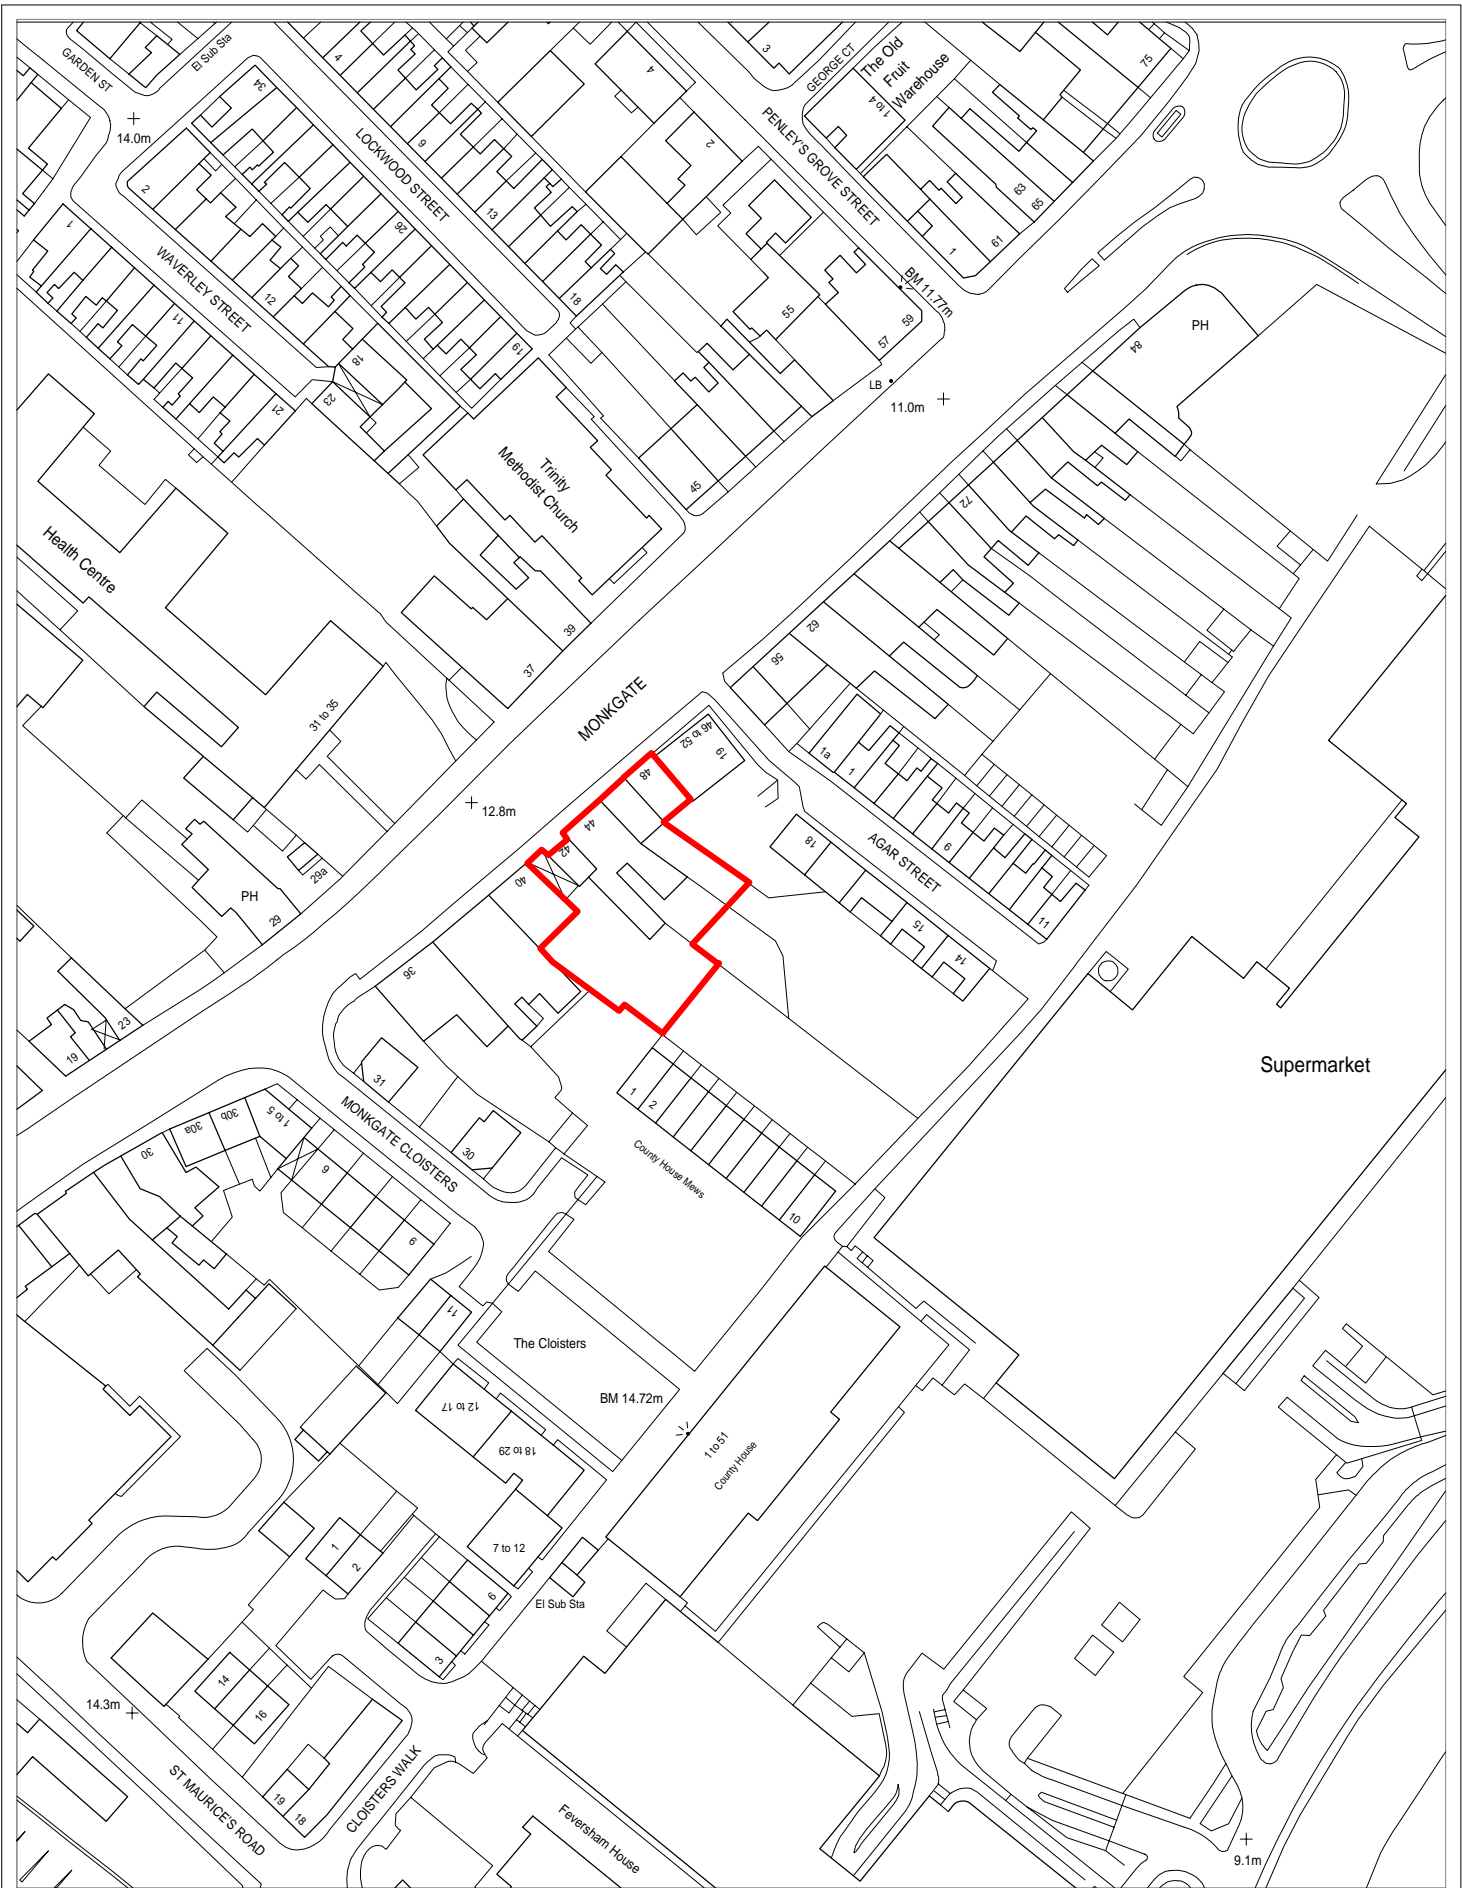 GARDEN ST
El Sub Sta
14.0m
34
4
4
3
GEORGE CT
The Old
Fruit
Warehouse
1 to 4
75
LOCKWOOD STREET
9
2
PENLEY'S GROVE STREET
2
1
13
26
63
65
61
1
WAVERLEY STREET
12
11
18
BM 11.77m
55
59
57
PH
84
LB
11.0m
19
18
23
21
Trinity
Methodist Church
45
72
Health Centre
39
37
62
56
MONKGATE
31 to 35
46 to 52
19
48
1a
1
12.8m
44
42
40
18
6
AGAR STREET
11
15
14
29a
PH
29
36
23
19
31
MONKGATE CLOISTERS
30
1
2
County House Mews
10
Supermarket
30
30a
30b
1 to 5
9
6
11
The Cloisters
BM 14.72m
12 to 17
18 to 29
1 to 51
County House
7 to 12
1
2
6
3
El Sub Sta
14
16
14.3m
ST MAURICE'S ROAD
19
18
CLOISTERS WALK
Feversham House
9.1m